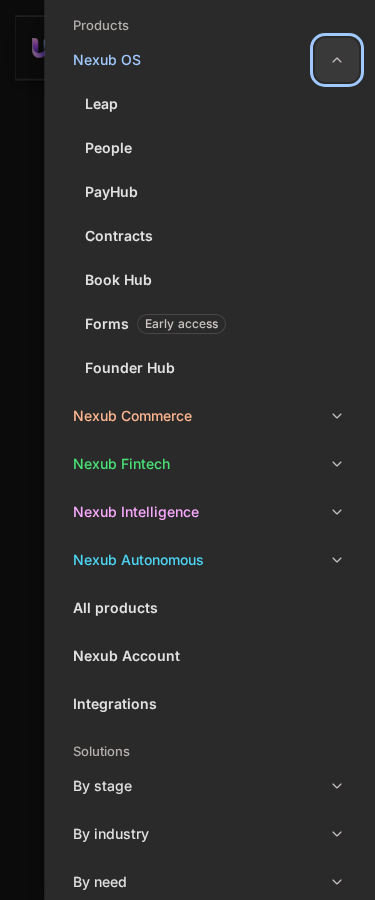 Products
Nexub OS
Leap
People
PayHub
Contracts
Book Hub
Forms Early access
Founder Hub
Nexub Commerce
Nexub Fintech
Nexub Intelligence
Nexub Autonomous
All products
Nexub Account
Integrations
Solutions
By stage
By industry
By need